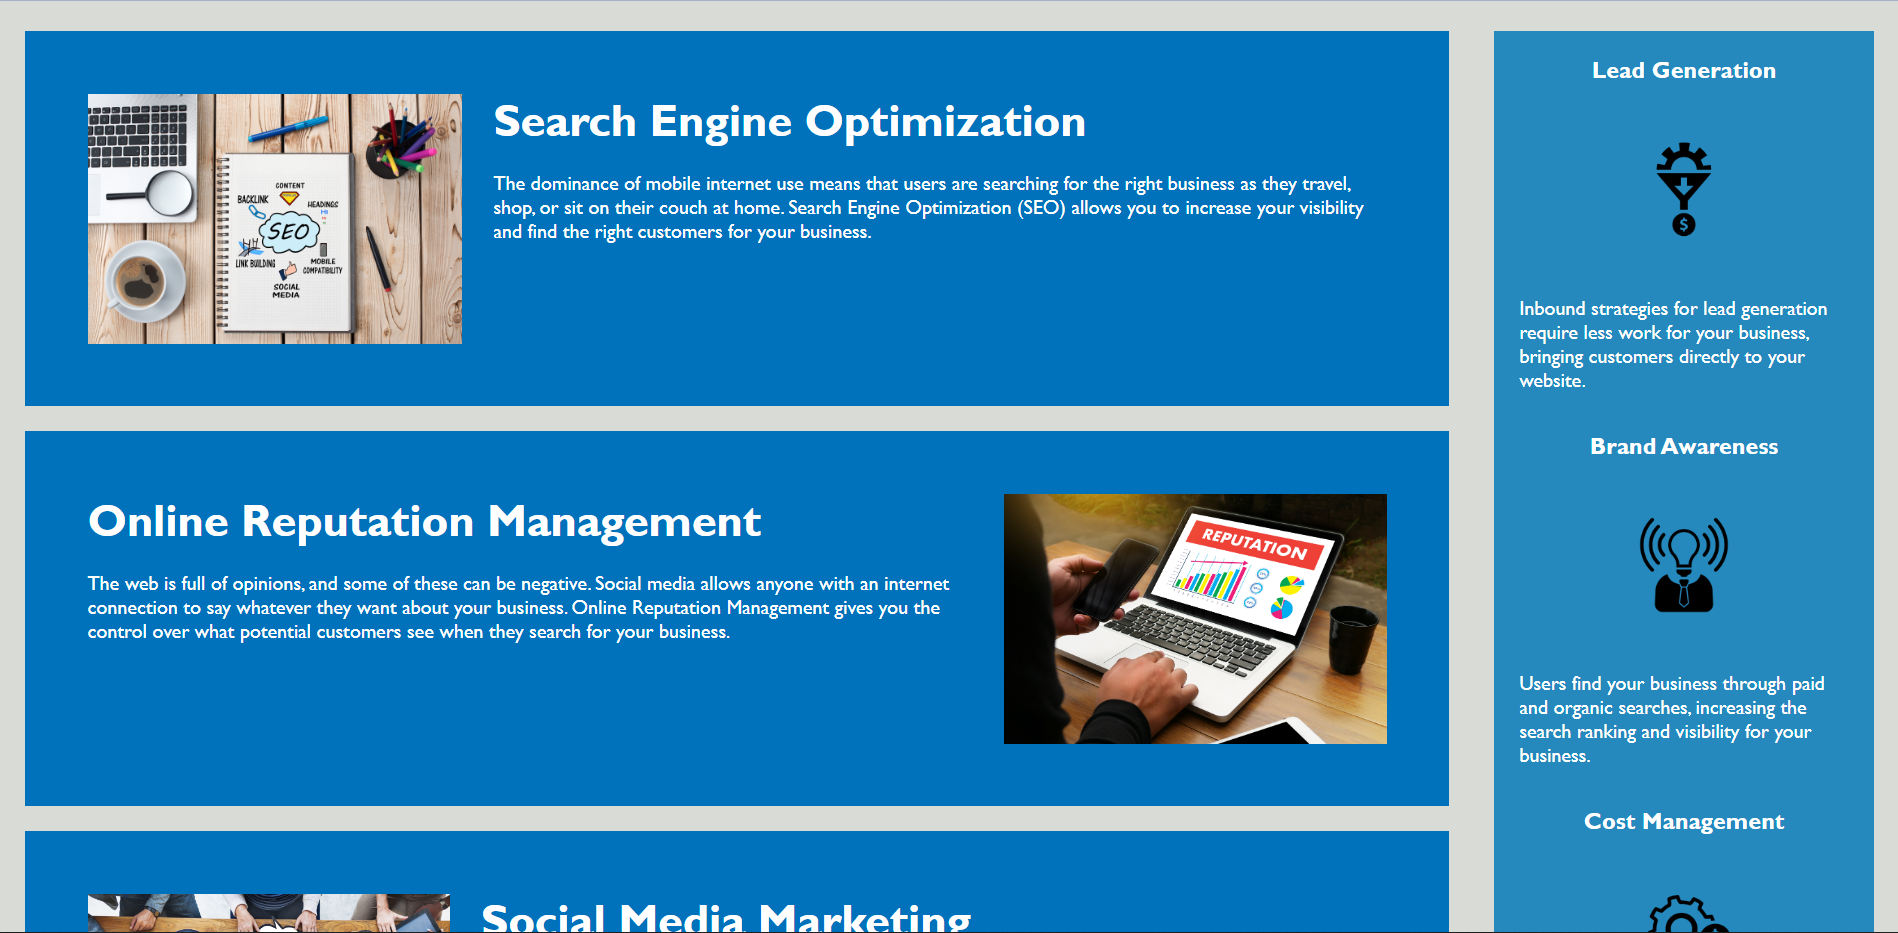 Search Engine Optimization
The dominance of mobile internet use means that users are searching for the right business as they travel,
shop, or sit on their couch at home. Search Engine Optimization (SEO) allows you to increase your visibility
and find the right customers for your business.
CONTENT
BACKLINK
HEADINGS
SEO
LINK BUILDING
MOBILE
COMPATIBILITY
SOCIAL
MEDIA
Online Reputation Management
The web is full of opinions, and some of these can be negative. Social media allows anyone with an internet
connection to say whatever they want about your business. Online Reputation Management gives you the
control over what potential customers see when they search for your business.
REPUTATION
Social Media Marketing
Lead Generation
$
Inbound strategies for lead generation
require less work for your business,
bringing customers directly to your
website.
Brand Awareness
Users find your business through paid
and organic searches, increasing the
search ranking and visibility for your
business.
Cost Management